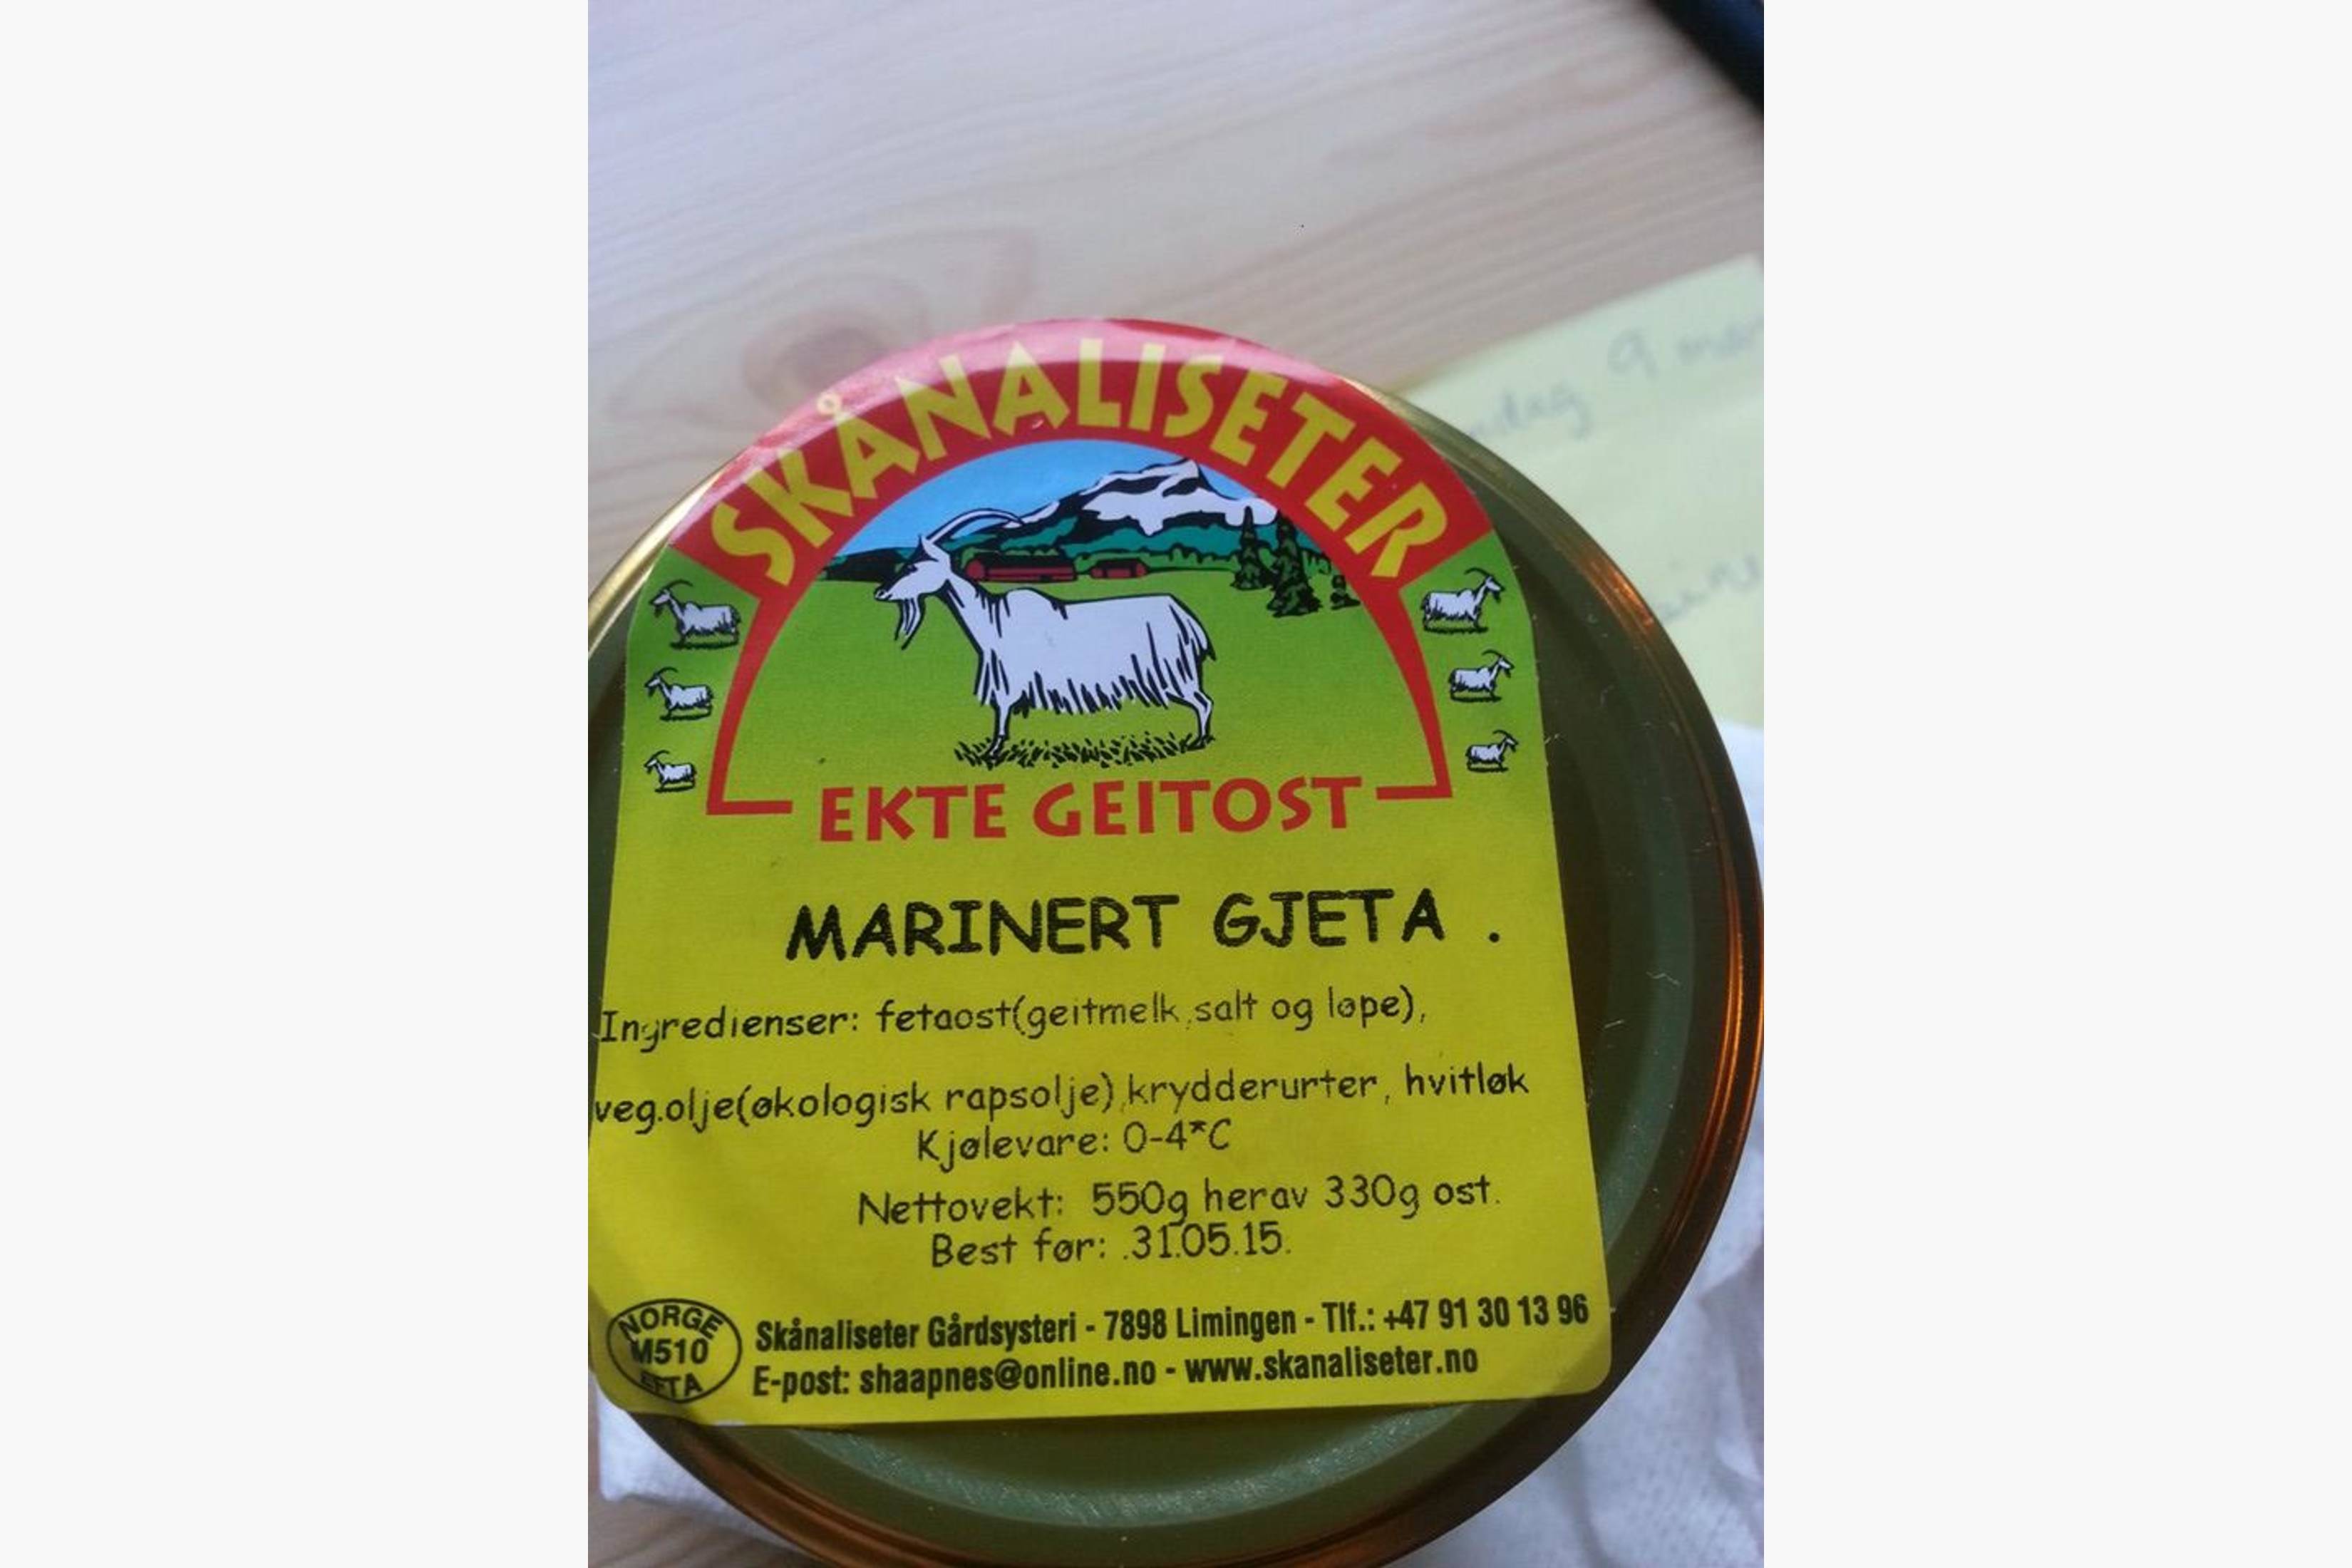 SKÅNALISETER
EKTE GEITOST
MARINERT GJETA .
Ingredienser: fetaost(geitmelk,salt og løpe),
veg.olje(økologisk rapsolje),krydderurter, hvitløk
Kjølevare: 0-4*C
Nettovekt: 550g herav 330g ost.
Best før: .31.05.15.
NORGE
M510
EFTA
Skånaliseter Gårdsysteri - 7898 Limingen - Tlf.: +47 91 30 13 96
E-post: shaapnes@online.no - www.skanaliseter.no
9